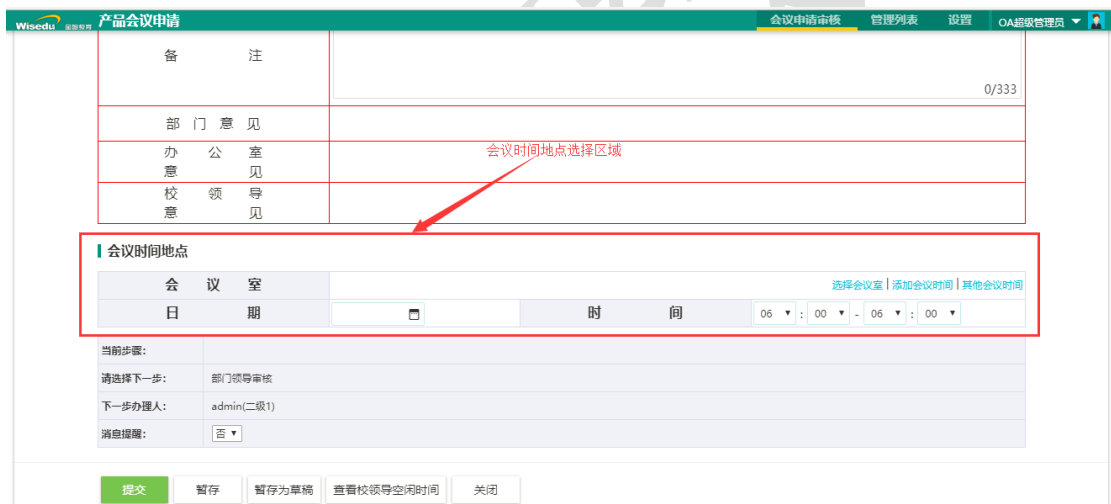 Wisedu 金智教育 产品会议申请 会议申请审核 管理列表 设置 OA超级管理员
备 注
0/333
部 门 意 见
会议时间地点选择区域
办 公 室
意 见
校 领 导
意 见
会议时间地点
会 议 室 选择会议室 | 添加会议时间 | 其他会议时间
日 期 时 间 06 : 00 - 06 : 00
当前步骤:
请选择下一步: 部门领导审核
下一步办理人: admin(二级1)
消息提醒: 否
提交 暂存 暂存为草稿 查看校领导空闲时间 关闭